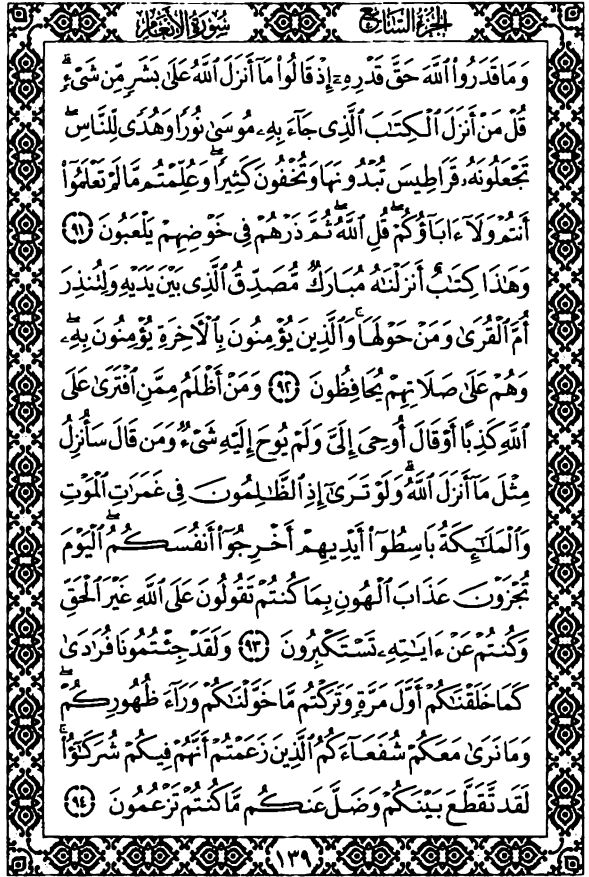 الجزء السابع سورة الأنعام
وَمَا قَدَرُوا۟ ٱللَّهَ حَقَّ قَدْرِهِۦٓ إِذْ قَالُوا۟ مَآ أَنزَلَ ٱللَّهُ عَلَىٰ بَشَرٍ مِّن شَىْءٍ ۗ
قُلْ مَنْ أَنزَلَ ٱلْكِتَٰبَ ٱلَّذِى جَآءَ بِهِۦ مُوسَىٰ نُورًا وَهُدًى لِّلنَّاسِ ۖ
تَجْعَلُونَهُۥ قَرَاطِيسَ تُبْدُونَهَا وَتُخْفُونَ كَثِيرًا ۖ وَعُلِّمْتُم مَّا لَمْ تَعْلَمُوٓا۟
أَنتُمْ وَلَآ ءَابَآؤُكُمْ ۖ قُلِ ٱللَّهُ ۖ ثُمَّ ذَرْهُمْ فِى خَوْضِهِمْ يَلْعَبُونَ ٩١
وَهَٰذَا كِتَٰبٌ أَنزَلْنَٰهُ مُبَارَكٌ مُّصَدِّقُ ٱلَّذِى بَيْنَ يَدَيْهِ وَلِتُنذِرَ
أُمَّ ٱلْقُرَىٰ وَمَنْ حَوْلَهَا ۚ وَٱلَّذِينَ يُؤْمِنُونَ بِٱلْءَاخِرَةِ يُؤْمِنُونَ بِهِۦ ۖ
وَهُمْ عَلَىٰ صَلَاتِهِمْ يُحَافِظُونَ ٩٢ وَمَنْ أَظْلَمُ مِمَّنِ ٱفْتَرَىٰ عَلَى
ٱللَّهِ كَذِبًا أَوْ قَالَ أُوحِىَ إِلَىَّ وَلَمْ يُوحَ إِلَيْهِ شَىْءٌ وَمَن قَالَ سَأُنزِلُ
مِثْلَ مَآ أَنزَلَ ٱللَّهُ ۗ وَلَوْ تَرَىٰٓ إِذِ ٱلظَّٰلِمُونَ فِى غَمَرَٰتِ ٱلْمَوْتِ
وَٱلْمَلَٰٓئِكَةُ بَاسِطُوٓا۟ أَيْدِيهِمْ أَخْرِجُوٓا۟ أَنفُسَكُمُ ۖ ٱلْيَوْمَ
تُجْزَوْنَ عَذَابَ ٱلْهُونِ بِمَا كُنتُمْ تَقُولُونَ عَلَى ٱللَّهِ غَيْرَ ٱلْحَقِّ
وَكُنتُمْ عَنْ ءَايَٰتِهِۦ تَسْتَكْبِرُونَ ٩٣ وَلَقَدْ جِئْتُمُونَا فُرَٰدَىٰ
كَمَا خَلَقْنَٰكُمْ أَوَّلَ مَرَّةٍ وَتَرَكْتُم مَّا خَوَّلْنَٰكُمْ وَرَآءَ ظُهُورِكُمْ ۖ
وَمَا نَرَىٰ مَعَكُمْ شُفَعَآءَكُمُ ٱلَّذِينَ زَعَمْتُمْ أَنَّهُمْ فِيكُمْ شُرَكَٰٓؤُا۟ ۚ
لَقَد تَّقَطَّعَ بَيْنَكُمْ وَضَلَّ عَنكُم مَّا كُنتُمْ تَزْعُمُونَ ٩٤
١٣٩